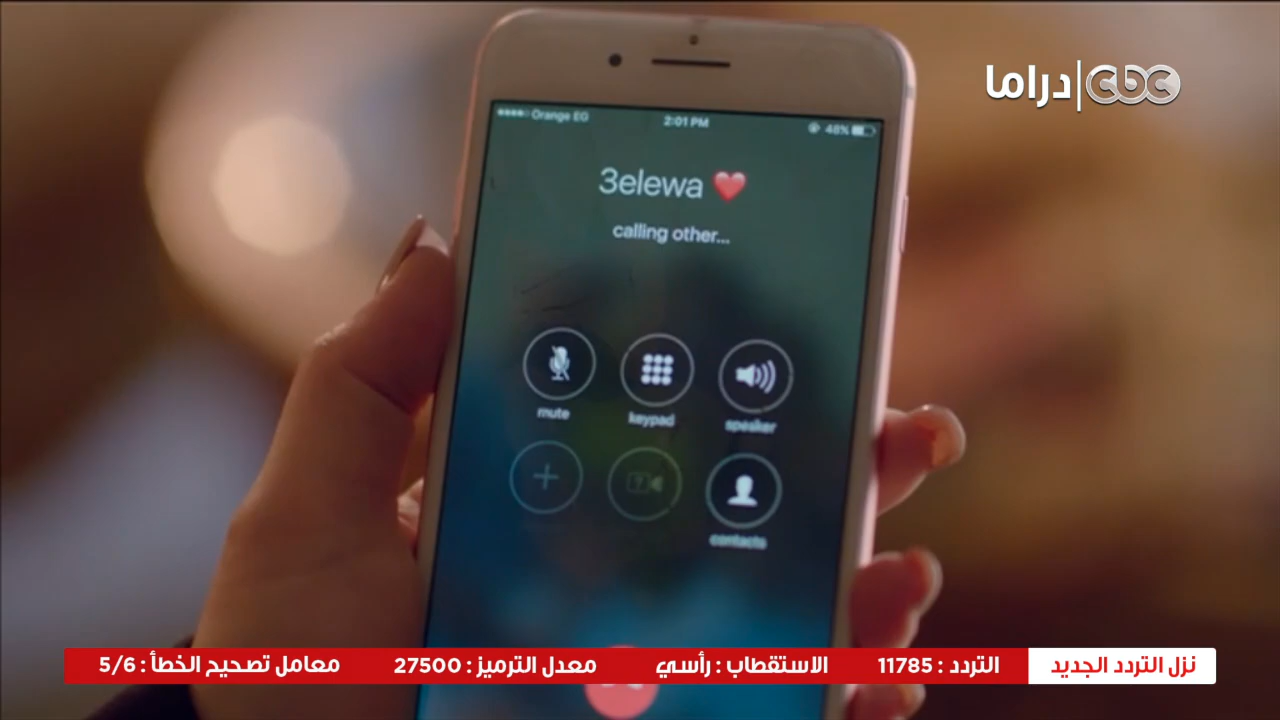 دراما cbc
Orange EG 2:01 PM 48%
3elewa ❤️
calling other...
mute keypad speaker
contacts
نزل التردد الجديد التردد : 11785 الاستقطاب : رأسي معدل الترميز : 27500 معامل تصحيح الخطأ : 5/6